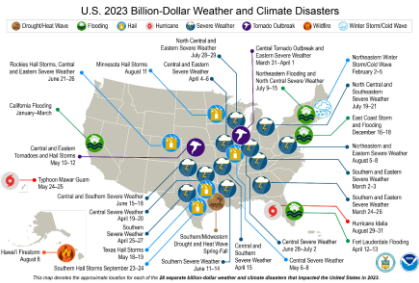 U.S. 2023 Billion-Dollar Weather and Climate Disasters
Drought/Heat Wave Flooding Hail Hurricane Severe Weather Tornado Outbreak Wildfire Winter Storm/Cold Wave
North Central and
Eastern Severe Weather
July 28–29
Central Tornado Outbreak and
Eastern Severe Weather
March 31–April 1
Rockies Hail Storms, Central
and Eastern Severe Weather
June 21–26
Minnesota Hail Storms
August 11
Central and Eastern
Severe Weather
April 4–6
Northeastern Flooding and
North Central Severe Weather
July 9–15
Northeastern Winter
Storm/Cold Wave
February 2–5
North Central and
Southeastern Severe Weather
July 19–21
California Flooding
January–March
East Coast Storm
and Flooding
December 16–18
Central and Eastern
Tornadoes and Hail Storms
May 10–12
Northeastern and
Eastern Severe Weather
August 5–8
Southern and Eastern
Severe Weather
March 2–3
Typhoon Mawar Guam
May 24–25
Central and Southern Severe Weather
June 15–18
Southern and Eastern
Severe Weather
March 24–26
Central Severe Weather
April 19–20
Southern
Severe Weather
April 25–27
Hurricane Idalia
August 29–31
Hawai'i Firestorm
August 8
Texas Hail Storms
May 18–19
Southern/Midwestern
Drought and Heat Wave
Spring-Fall
Central and
Southern
Severe Weather
April 15
Central Severe Weather
June 28–July 2
Fort Lauderdale Flooding
April 12–13
Southern Hail Storms September 23–24
Southern Severe Weather
June 11–14
Central Severe Weather
May 6–8
This map denotes the approximate location for each of the 28 separate billion-dollar weather and climate disasters that impacted the United States in 2023.